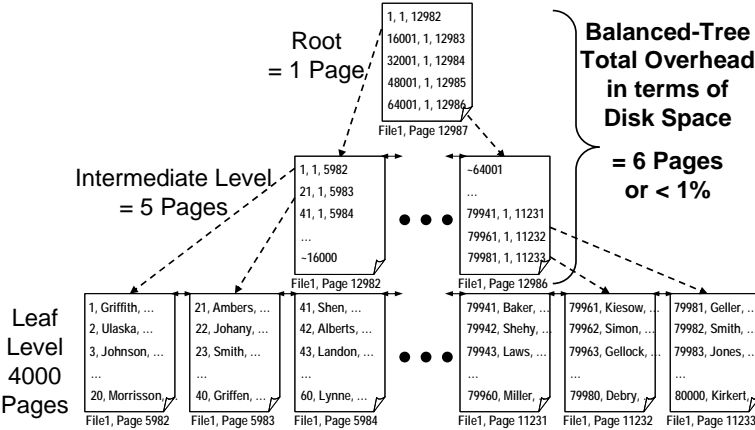 Root
= 1 Page
1, 1, 12982
16001, 1, 12983
32001, 1, 12984
48001, 1, 12985
64001, 1, 12986
File1, Page 12987
Balanced-Tree
Total Overhead
in terms of
Disk Space
= 6 Pages
or < 1%
Intermediate Level
= 5 Pages
1, 1, 5982
21, 1, 5983
41, 1, 5984
...
~16000
File1, Page 12982
~64001
...
79941, 1, 11231
79961, 1, 11232
79981, 1, 11233
File1, Page 12986
Leaf
Level
4000
Pages
1, Griffith, ...
2, Ulaska, ...
3, Johnson, ...
...
20, Morrisson, ...
File1, Page 5982
21, Ambers, ...
22, Johany, ...
23, Smith, ...
...
40, Griffen, ...
File1, Page 5983
41, Shen, ...
42, Alberts, ...
43, Landon, ...
...
60, Lynne, ...
File1, Page 5984
79941, Baker, ...
79942, Shehy, ...
79943, Laws, ...
...
79960, Miller, ...
File1, Page 11231
79961, Kiesow, ...
79962, Simon, ...
79963, Gellock, ...
...
79980, Debry, ...
File1, Page 11232
79981, Geller, ...
79982, Smith, ...
79983, Jones, ...
...
80000, Kirkert, ...
File1, Page 11233